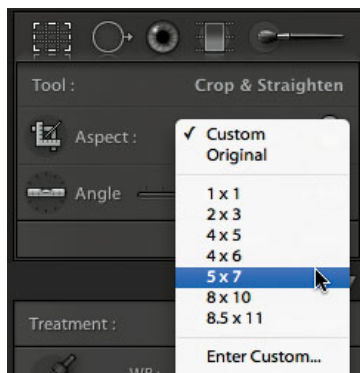 Tool : Crop & Straighten
Aspect : ✓ Custom
Original
Angle
1 x 1
2 x 3
4 x 5
4 x 6
5 x 7
8 x 10
8.5 x 11
Treatment :
Enter Custom...
WB :